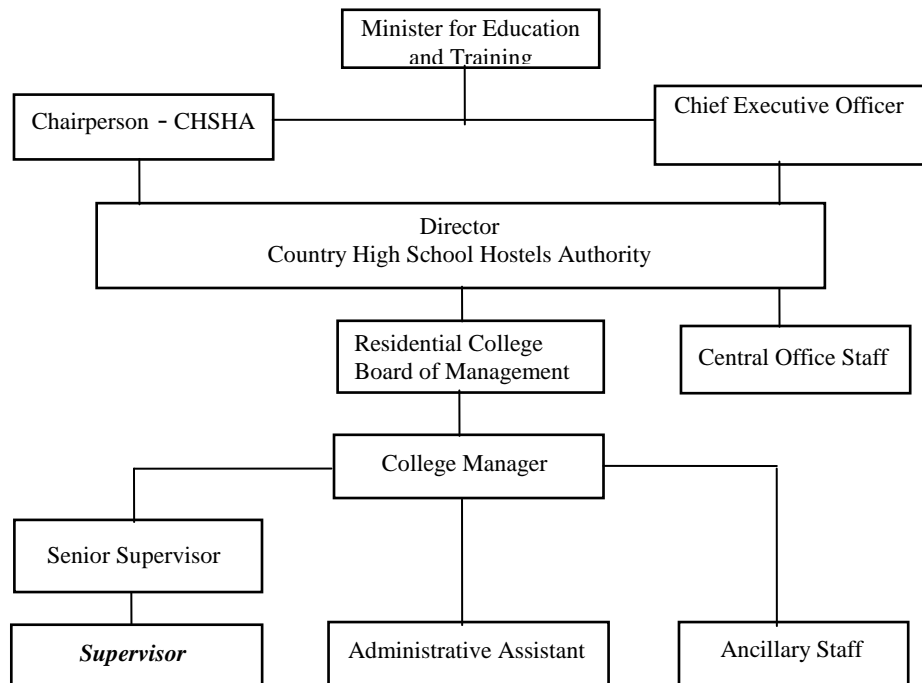 Minister for Education
and Training
Chairperson - CHSHA
Chief Executive Officer
Director
Country High School Hostels Authority
Residential College
Board of Management
Central Office Staff
College Manager
Senior Supervisor
Supervisor
Administrative Assistant
Ancillary Staff